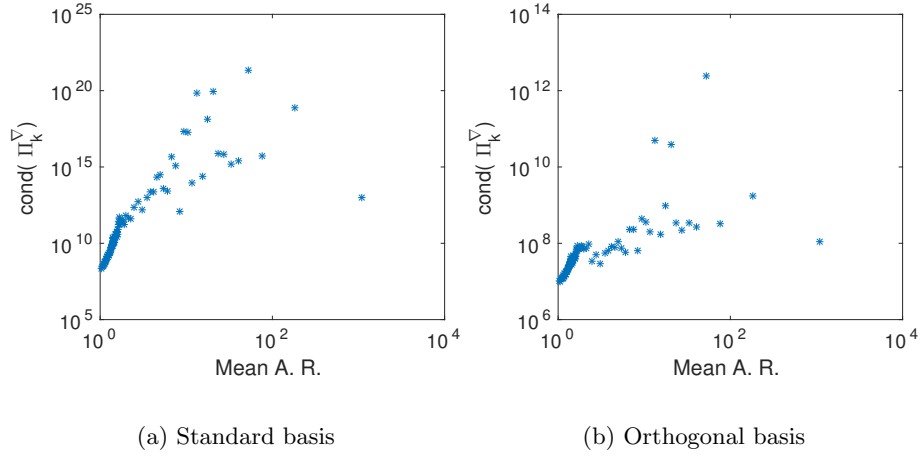 10^25
10^20
10^15
10^10
10^5
cond( Π_k^∇)
10^0
10^2
10^4
Mean A. R.
(a) Standard basis
10^14
10^12
10^10
10^8
10^6
cond( Π_k^∇)
10^0
10^2
10^4
Mean A. R.
(b) Orthogonal basis